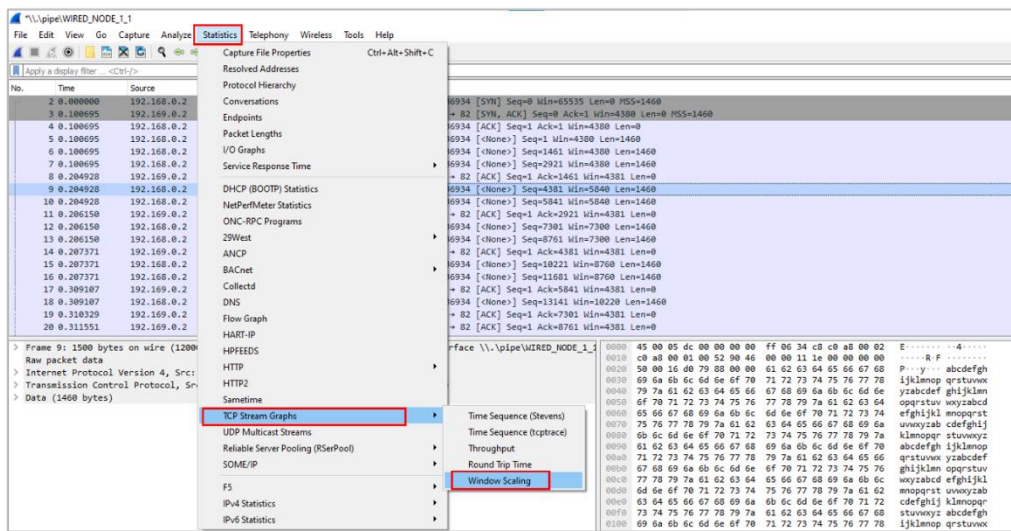 *\\.\pipe\WIRED_NODE_1_1
File Edit View Go Capture Analyze Statistics Telephony Wireless Tools Help
Apply a display filter ... <Ctrl-/>
No. Time Source
2 0.000000 192.168.0.2 36934 [SYN] Seq=0 Win=65535 Len=0 MSS=1460
3 0.100695 192.169.0.2 → 82 [SYN, ACK] Seq=0 Ack=1 Win=4380 Len=0 MSS=1460
4 0.100695 192.168.0.2 36934 [ACK] Seq=1 Ack=1 Win=4380 Len=0
5 0.100695 192.168.0.2 36934 [<None>] Seq=1 Win=4380 Len=1460
6 0.100695 192.168.0.2 36934 [<None>] Seq=1461 Win=4380 Len=1460
7 0.100695 192.168.0.2 36934 [<None>] Seq=2921 Win=4380 Len=1460
8 0.204928 192.169.0.2 → 82 [ACK] Seq=1 Ack=1461 Win=4381 Len=0
9 0.204928 192.168.0.2 36934 [<None>] Seq=4381 Win=5840 Len=1460
10 0.204928 192.168.0.2 36934 [<None>] Seq=5841 Win=5840 Len=1460
11 0.206150 192.169.0.2 → 82 [ACK] Seq=1 Ack=2921 Win=4381 Len=0
12 0.206150 192.168.0.2 36934 [<None>] Seq=7301 Win=7300 Len=1460
13 0.206150 192.168.0.2 36934 [<None>] Seq=8761 Win=7300 Len=1460
14 0.207371 192.169.0.2 → 82 [ACK] Seq=1 Ack=4381 Win=4381 Len=0
15 0.207371 192.168.0.2 36934 [<None>] Seq=10221 Win=8760 Len=1460
16 0.207371 192.168.0.2 36934 [<None>] Seq=11681 Win=8760 Len=1460
17 0.309107 192.169.0.2 → 82 [ACK] Seq=1 Ack=5841 Win=4381 Len=0
18 0.309107 192.168.0.2 36934 [<None>] Seq=13141 Win=10220 Len=1460
19 0.310329 192.169.0.2 → 82 [ACK] Seq=1 Ack=7301 Win=4381 Len=0
20 0.311551 192.169.0.2 → 82 [ACK] Seq=1 Ack=8761 Win=4381 Len=0
Capture File Properties Ctrl+Alt+Shift+C
Resolved Addresses
Protocol Hierarchy
Conversations
Endpoints
Packet Lengths
I/O Graphs
Service Response Time
DHCP (BOOTP) Statistics
NetPerfMeter Statistics
ONC-RPC Programs
29West
ANCP
BACnet
Collectd
DNS
Flow Graph
HART-IP
HPFEEDS
HTTP
HTTP2
Sametime
TCP Stream Graphs
UDP Multicast Streams
Reliable Server Pooling (RSerPool)
SOME/IP
F5
IPv4 Statistics
IPv6 Statistics
Time Sequence (Stevens)
Time Sequence (tcptrace)
Throughput
Round Trip Time
Window Scaling
Frame 9: 1500 bytes on wire (1200 rface \\.\pipe\WIRED_NODE_1_1
Raw packet data
Internet Protocol Version 4, Src:
Transmission Control Protocol, Sr
Data (1460 bytes)
0000 45 00 05 dc 00 00 00 00 ff 06 34 c8 c0 a8 00 02 E······· ··4·····
0010 c0 a8 01 00 52 90 46 00 00 11 1e 00 00 00 ·····R·F ········
0020 50 00 16 d0 79 88 00 00 61 62 63 64 65 66 67 68 P···y··· abcdefgh
0030 69 6a 6b 6c 6d 6e 6f 70 71 72 73 74 75 76 77 78 ijklmnop qrstuvwx
0040 79 7a 61 62 63 64 65 66 67 68 69 6a 6b 6c 6d 6e yzabcdef ghijklmn
0050 6f 70 71 72 73 74 75 76 77 78 79 7a 61 62 63 64 opqrstuv wxyzabcd
0060 65 66 67 68 69 6a 6b 6c 6d 6e 6f 70 71 72 73 74 efghijkl mnopqrst
0070 75 76 77 78 79 7a 61 62 63 64 65 66 67 68 69 6a uvwxyzab cdefghij
0080 6b 6c 6d 6e 6f 70 71 72 73 74 75 76 77 78 79 7a klmnopqr stuvwxyz
0090 61 62 63 64 65 66 67 68 69 6a 6b 6c 6d 6e 6f 70 abcdefgh ijklmnop
00a0 71 72 73 74 75 76 77 78 79 7a 61 62 63 64 65 66 qrstuvwx yzabcdef
00b0 67 68 69 6a 6b 6c 6d 6e 6f 70 71 72 73 74 75 76 ghijklmn opqrstuv
00c0 77 78 79 7a 61 62 63 64 65 66 67 68 69 6a 6b 6c wxyzabcd efghijkl
00d0 6d 6e 6f 70 71 72 73 74 75 76 77 78 79 7a 61 62 mnopqrst uvwxyzab
00e0 63 64 65 66 67 68 69 6a 6b 6c 6d 6e 6f 70 71 72 cdefghij klmnopqr
00f0 73 74 75 76 77 78 79 7a 61 62 63 64 65 66 67 68 stuvwxyz abcdefgh
0100 69 6a 6b 6c 6d 6e 6f 70 71 72 73 74 75 76 77 78 ijklmnop qrstuvwx